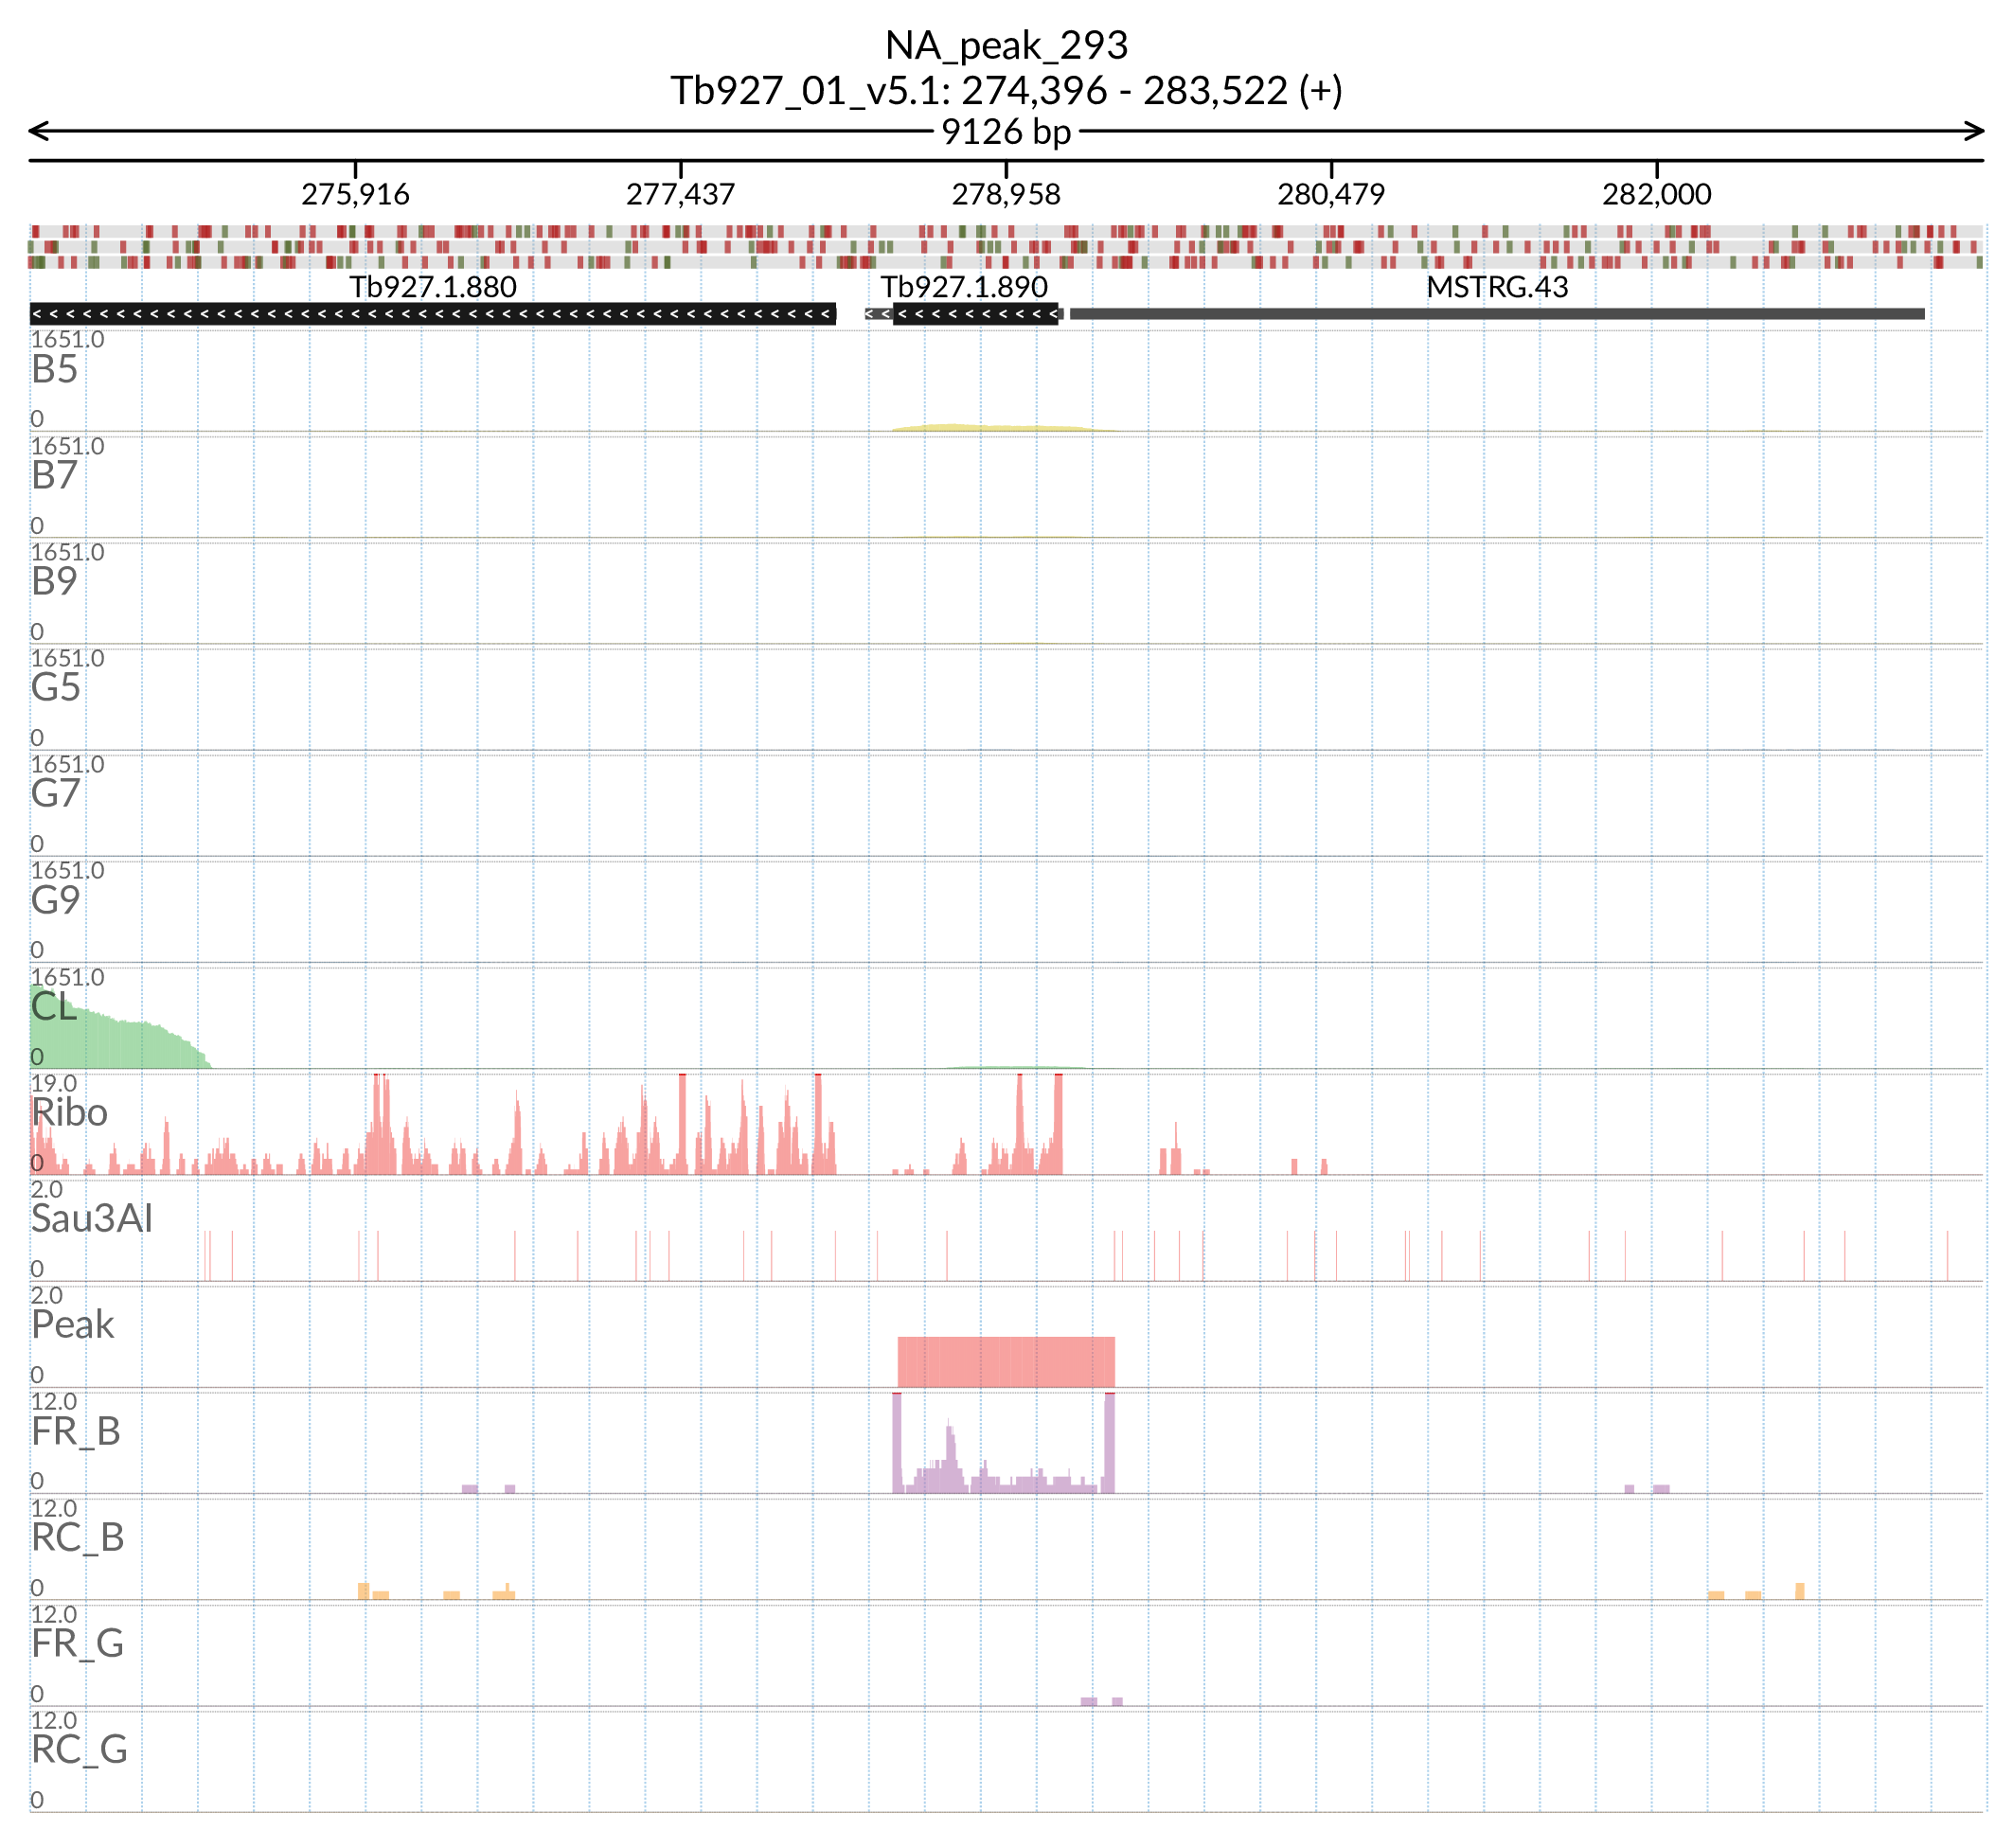 NA_peak_293
Tb927_01_v5.1: 274,396 - 283,522 (+)
9126 bp
275,916 277,437 278,958 280,479 282,000
Tb927.1.880 Tb927.1.890 MSTRG.43
1651.0
B5
0
1651.0
B7
0
1651.0
B9
0
1651.0
G5
0
1651.0
G7
0
1651.0
G9
0
1651.0
CL
0
19.0
Ribo
0
2.0
Sau3AI
0
2.0
Peak
0
12.0
FR_B
0
12.0
RC_B
0
12.0
FR_G
0
12.0
RC_G
0